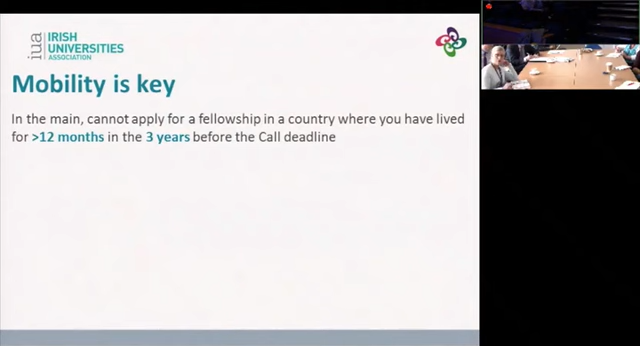 iua
IRISH
UNIVERSITIES
ASSOCIATION
Mobility is key
In the main, cannot apply for a fellowship in a country where you have lived
for >12 months in the 3 years before the Call deadline